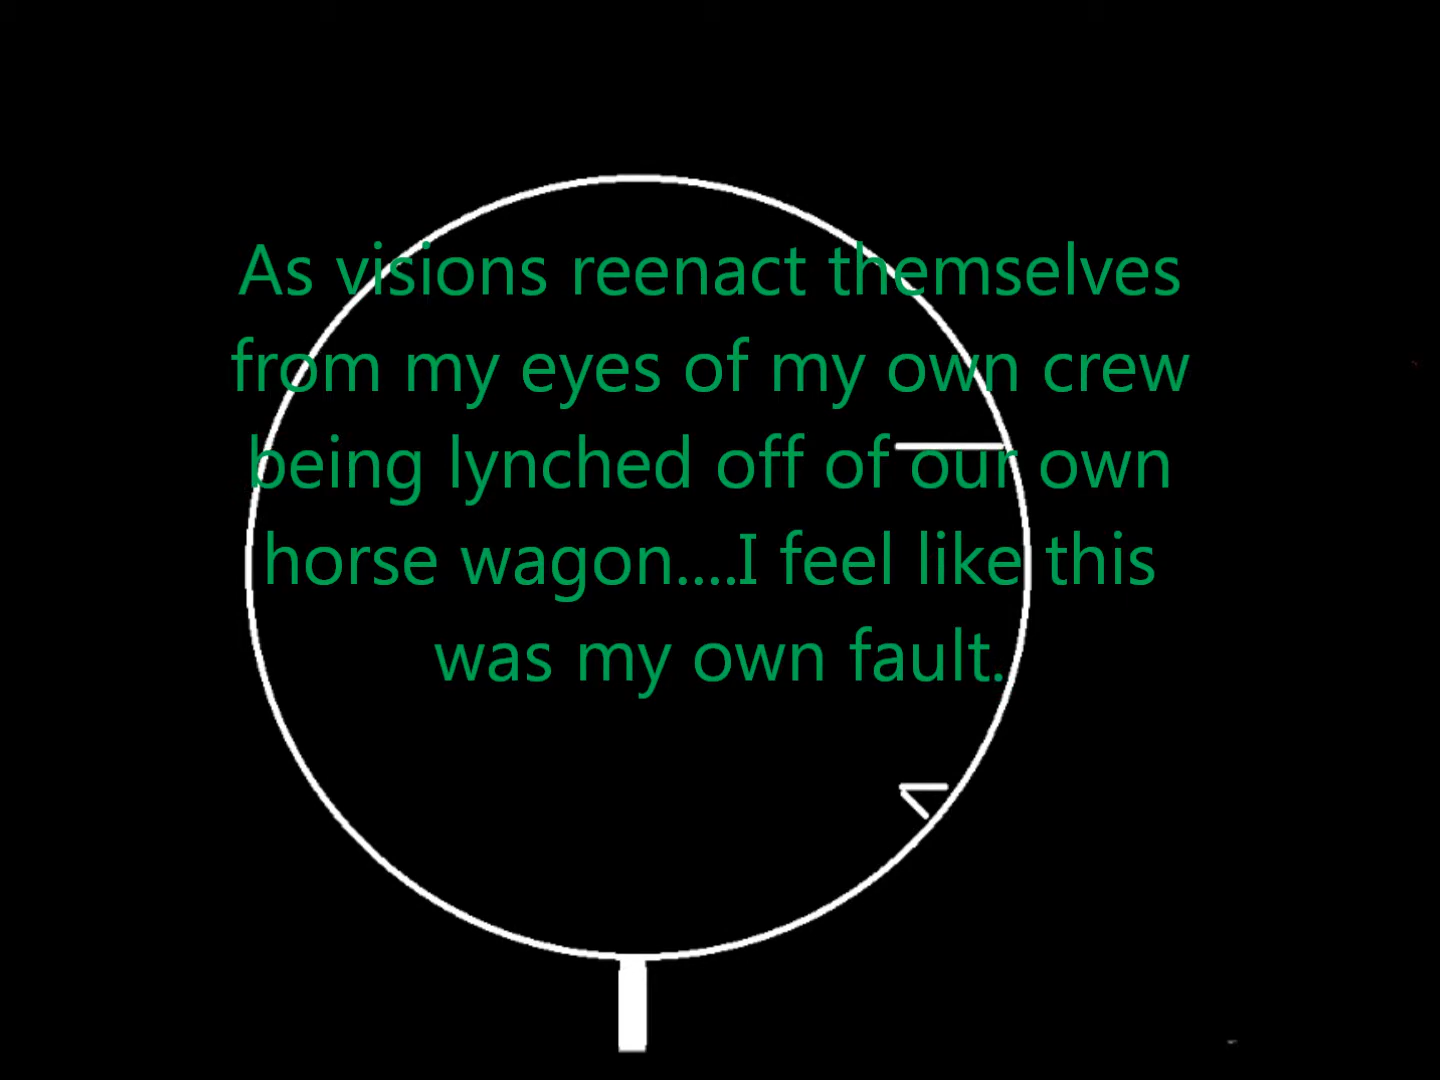 As visions reenact themselves
from my eyes of my own crew
being lynched off of our own
horse wagon....I feel like this
was my own fault.